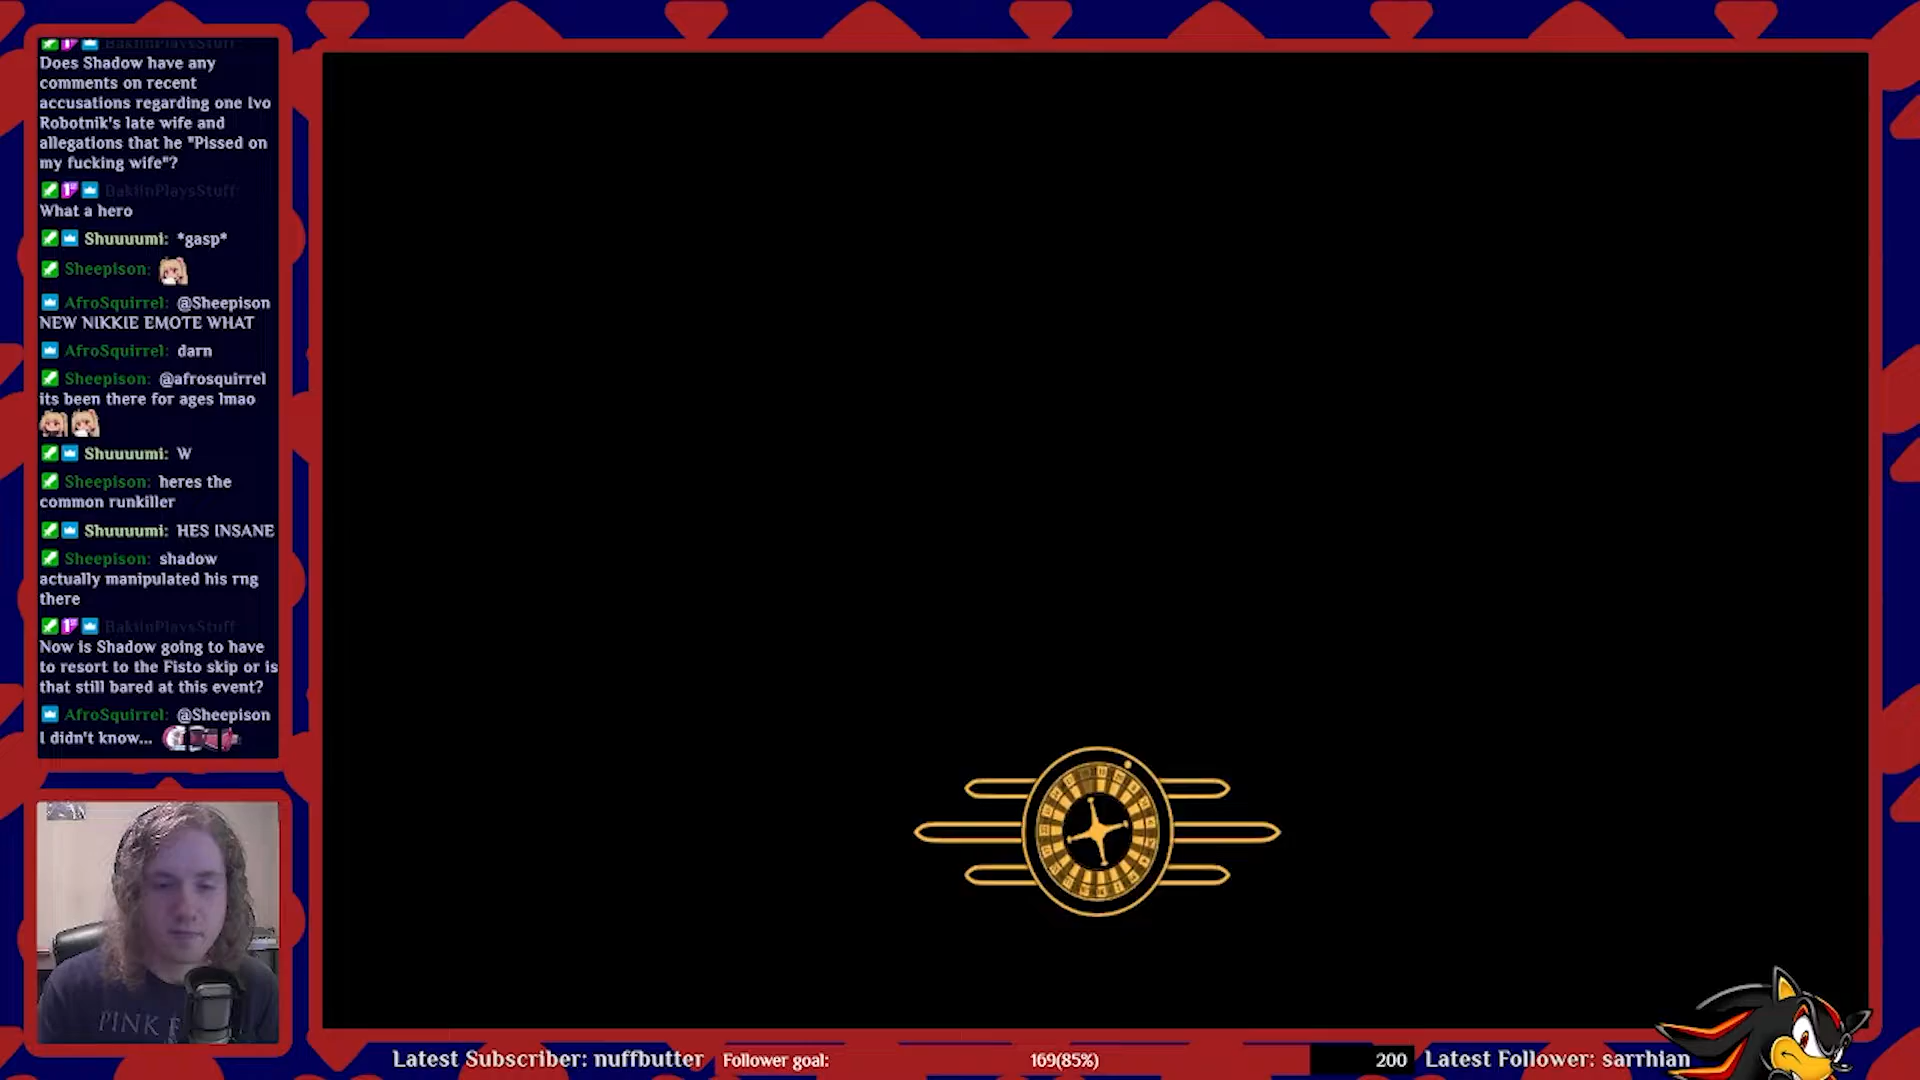 BakiInPlaysStuff
Does Shadow have any
comments on recent
accusations regarding one Ivo
Robotnik's late wife and
allegations that he "Pissed on
my fucking wife"?
BakiInPlaysStuff:
What a hero
Shuuuumi: *gasp*
Sheepison:
AfroSquirrel: @Sheepison
NEW NIKKIE EMOTE WHAT
AfroSquirrel: darn
Sheepison: @afrosquirrel
its been there for ages lmao
Shuuuumi: W
Sheepison: heres the
common runkiller
Shuuuumi: HES INSANE
Sheepison: shadow
actually manipulated his rng
there
BakiInPlaysStuff:
Now is Shadow going to have
to resort to the Fisto skip or is
that still bared at this event?
AfroSquirrel: @Sheepison
I didn't know...
PINK F
Latest Subscriber: nuffbutter
Follower goal:
169(85%)
200
Latest Follower: sarrhian